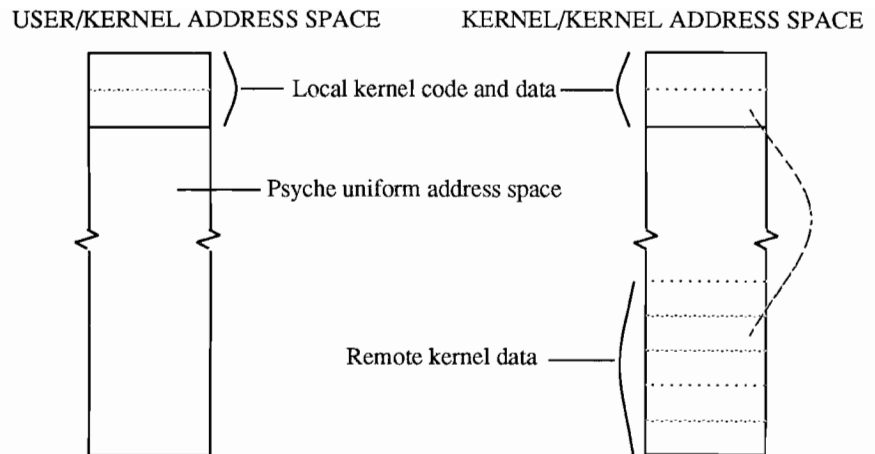 USER/KERNEL ADDRESS SPACE
KERNEL/KERNEL ADDRESS SPACE
Local kernel code and data
Psyche uniform address space
Remote kernel data